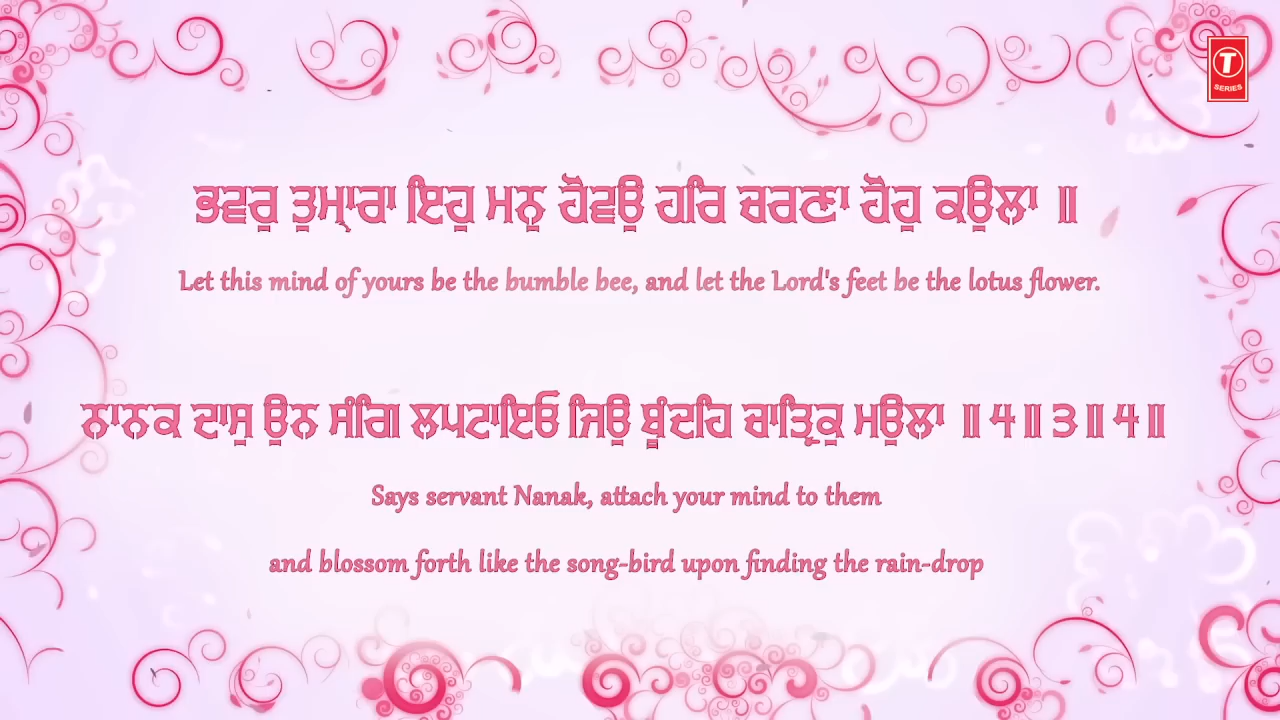 T
SERIES
ਭਵਰੁ ਤੁਮ੍ਹਾਰਾ ਇਹੁ ਮਨੁ ਹੋਵਉ ਹਰਿ ਚਰਣਾ ਹੋਹੁ ਕਉਲਾ ॥
Let this mind of yours be the bumble bee, and let the Lord's feet be the lotus flower.
ਨਾਨਕ ਦਾਸੁ ਉਨ ਸੰਗਿ ਲਪਟਾਇਓ ਜਿਉ ਬੂੰਦਹਿ ਚਾਤ੍ਰਿਕੁ ਮਉਲਾ ॥੪॥੩॥੪॥
Says servant Nanak, attach your mind to them
and blossom forth like the song-bird upon finding the rain-drop